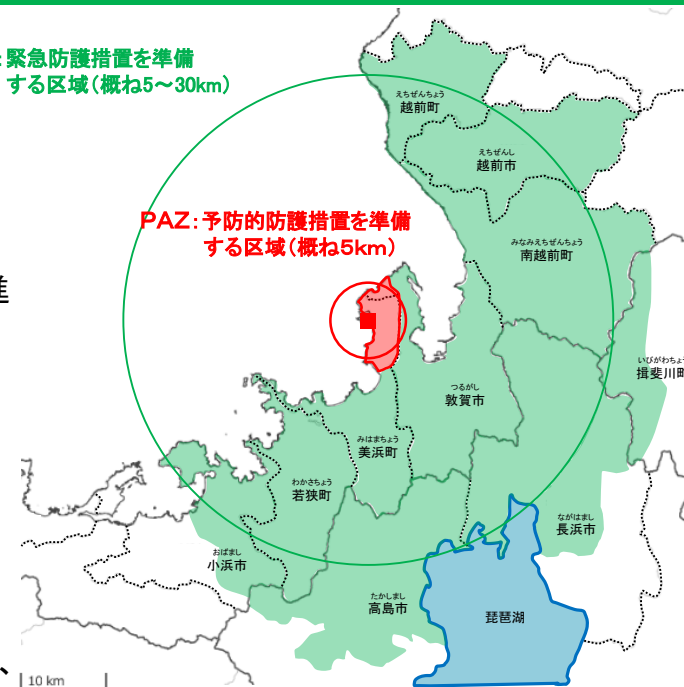 ：緊急防護措置を準備
する区域（概ね5～30km）
えちぜんちょう
越前町
えちぜんし
越前市
PAZ：予防的防護措置を準備
する区域（概ね5km）
みなみえちぜんちょう
南越前町
進
いびがわちょう
揖斐川町
つるがし
敦賀市
みはまちょう
美浜町
わかさちょう
若狭町
ながはまし
長浜市
おばまし
小浜市
たかしまし
高島市
琵琶湖
、
10 km